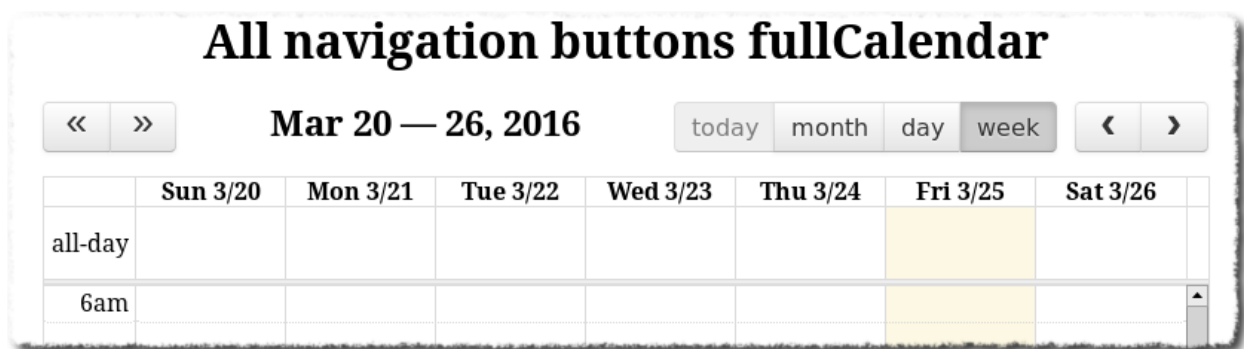 All navigation buttons fullCalendar
« » Mar 20 — 26, 2016 today month day week ‹ ›
Sun 3/20 Mon 3/21 Tue 3/22 Wed 3/23 Thu 3/24 Fri 3/25 Sat 3/26
all-day
6am